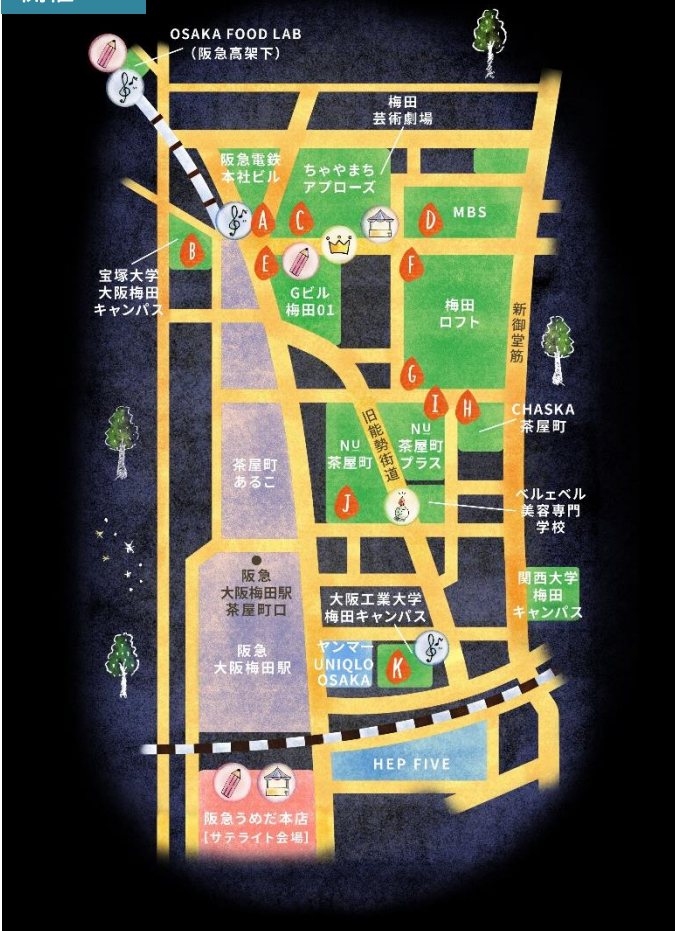 OSAKA FOOD LAB
（阪急高架下）
梅田
芸術劇場
阪急電鉄
本社ビル
ちゃやまち
アプローズ
A
C
D
MBS
B
E
F
宝塚大学
大阪梅田
キャンパス
Gビル
梅田01
梅田
ロフト
新御堂筋
G
I
H
CHASKA
茶屋町
旧能勢街道
NU
茶屋町
NU
茶屋町
プラス
茶屋町
あるこ
J
ベルェベル
美容専門
学校
阪急
大阪梅田駅
茶屋町口
大阪工業大学
梅田キャンパス
関西大学
梅田
キャンパス
阪急
大阪梅田駅
ヤンマー
UNIQLO
OSAKA
K
HEP FIVE
阪急うめだ本店
[サテライト会場]